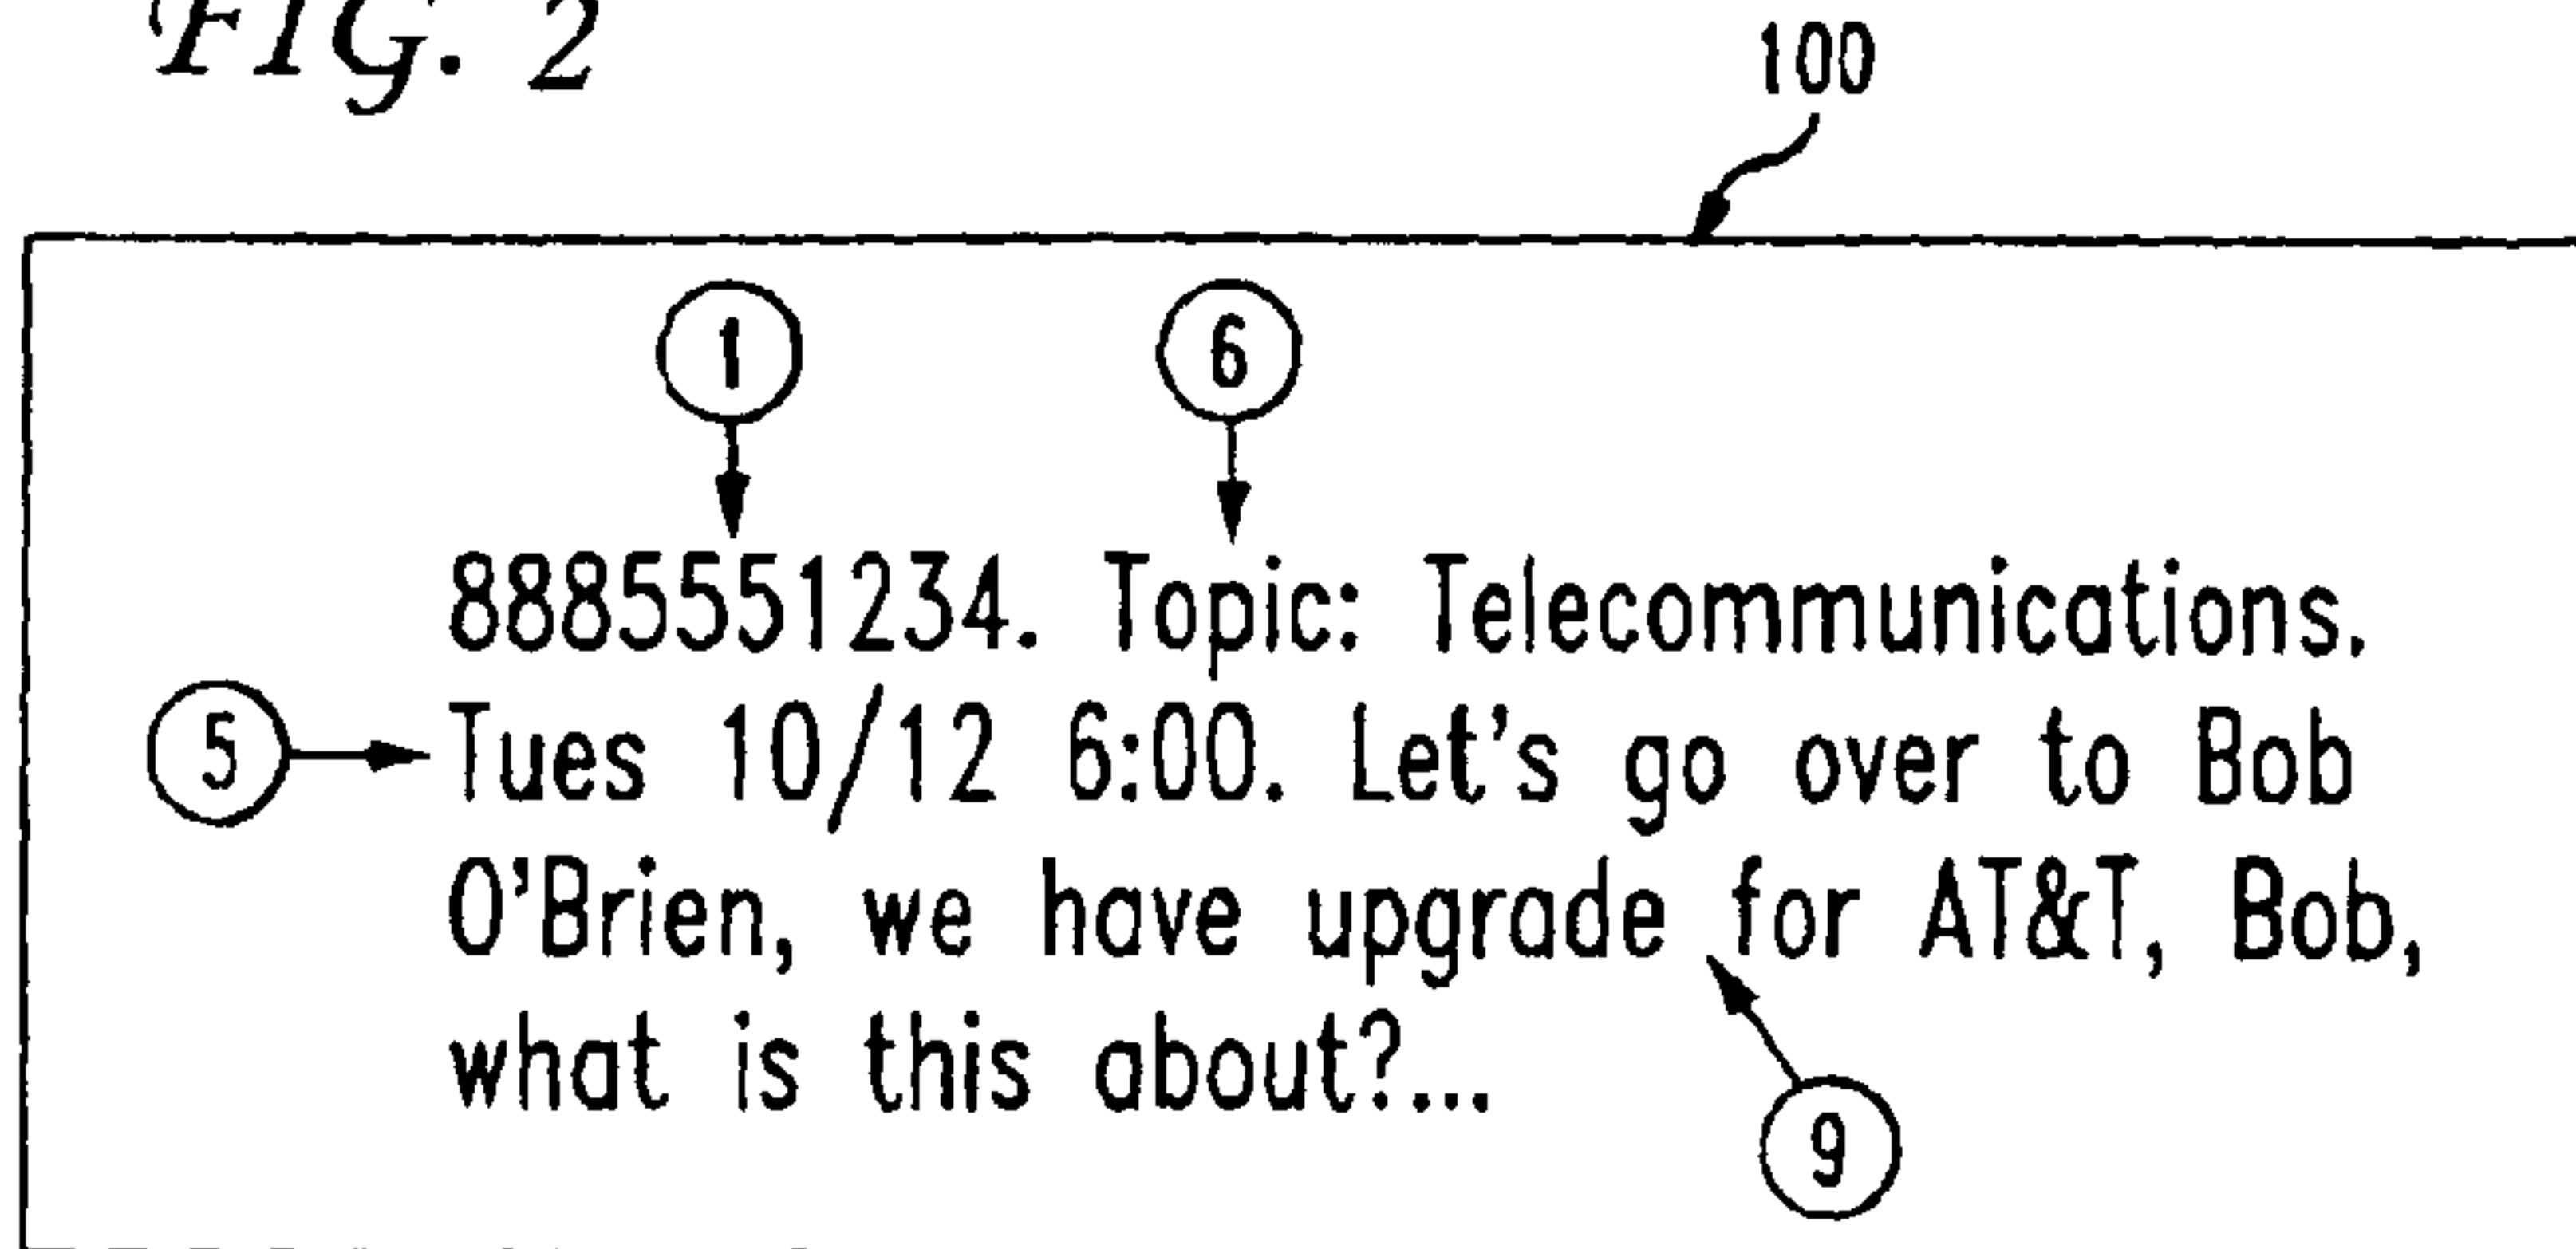 FIG. 2
100
1 6
8885551234. Topic: Telecommunications.
5 Tues 10/12 6:00. Let's go over to Bob
O'Brien, we have upgrade for AT&T, Bob,
what is this about?...
9